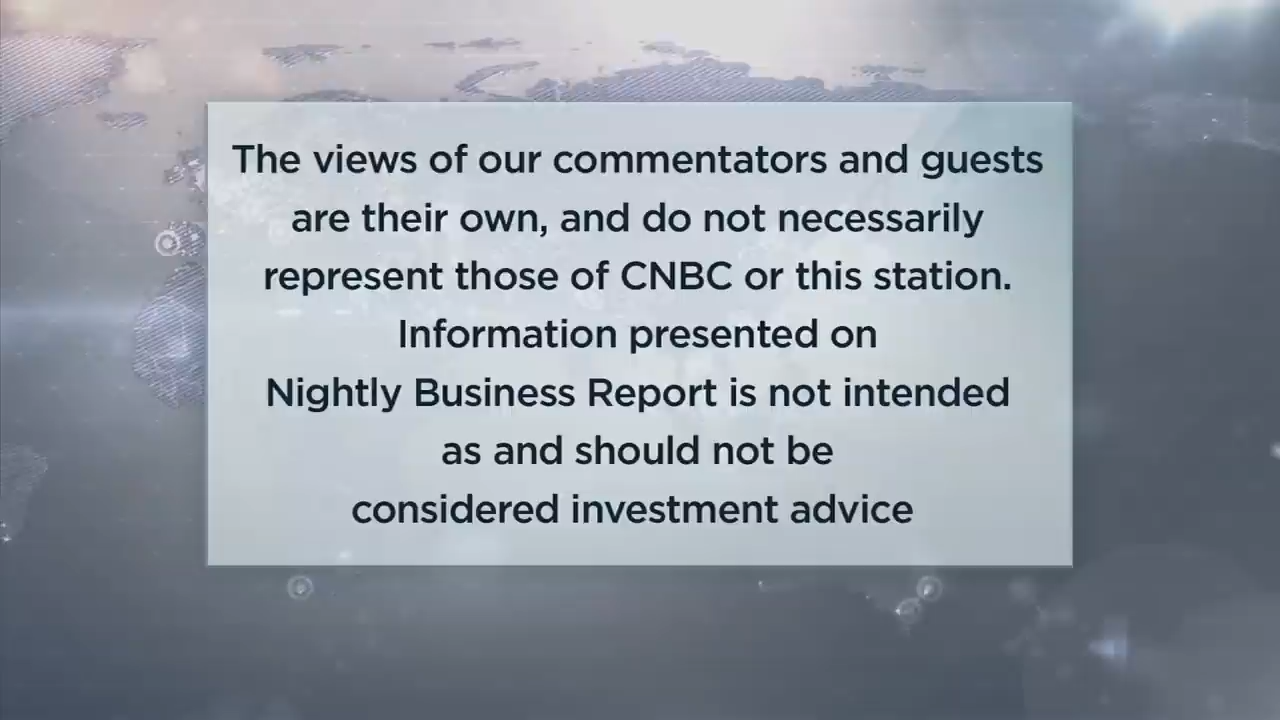 The views of our commentators and guests
are their own, and do not necessarily
represent those of CNBC or this station.
Information presented on
Nightly Business Report is not intended
as and should not be
considered investment advice